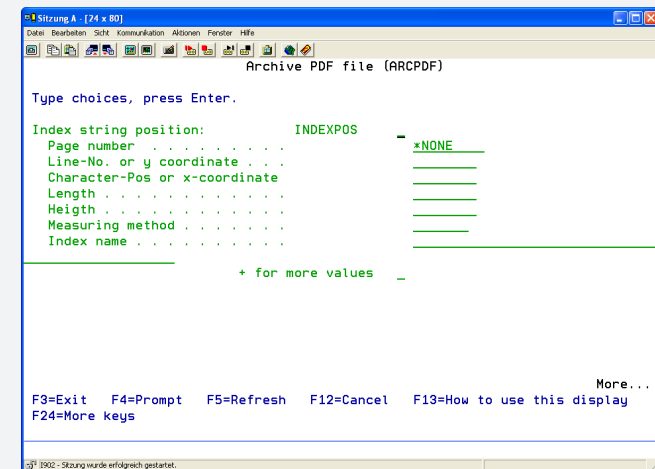 Sitzung A - [24 x 80]
Datei Bearbeiten Sicht Kommunikation Aktionen Fenster Hilfe
Archive PDF file (ARCPDF)
Type choices, press Enter.
Index string position: INDEXPOS _
Page number . . . . . . . . . *NONE
Line-No. or y coordinate . . .
Character-Pos or x-coordinate
Length . . . . . . . . . . . .
Heigth . . . . . . . . . . . .
Measuring method . . . . . . .
Index name . . . . . . . . . .
+ for more values _
More...
F3=Exit F4=Prompt F5=Refresh F12=Cancel F13=How to use this display
F24=More keys
I902 - Sitzung wurde erfolgreich gestartet.